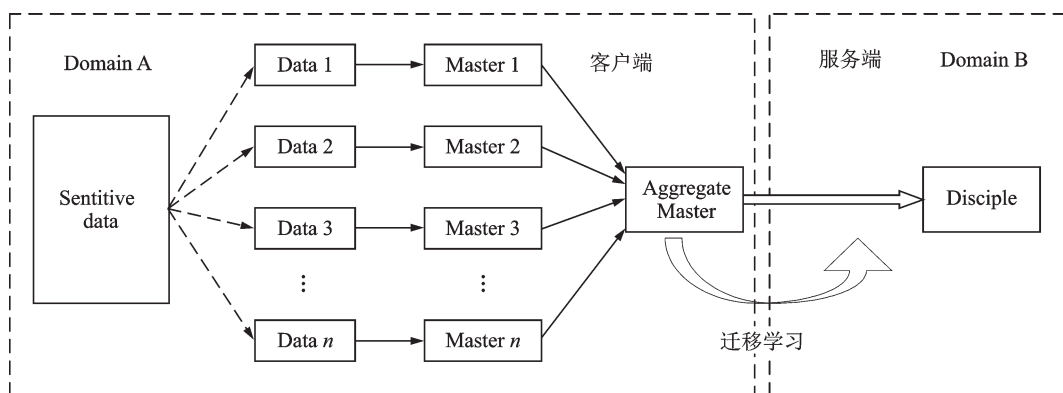 Domain A
客户端
服务端
Domain B
Sentitive
data
Data 1
Master 1
Data 2
Master 2
Data 3
Master 3
⋮
⋮
Data n
Master n
Aggregate
Master
Disciple
迁移学习